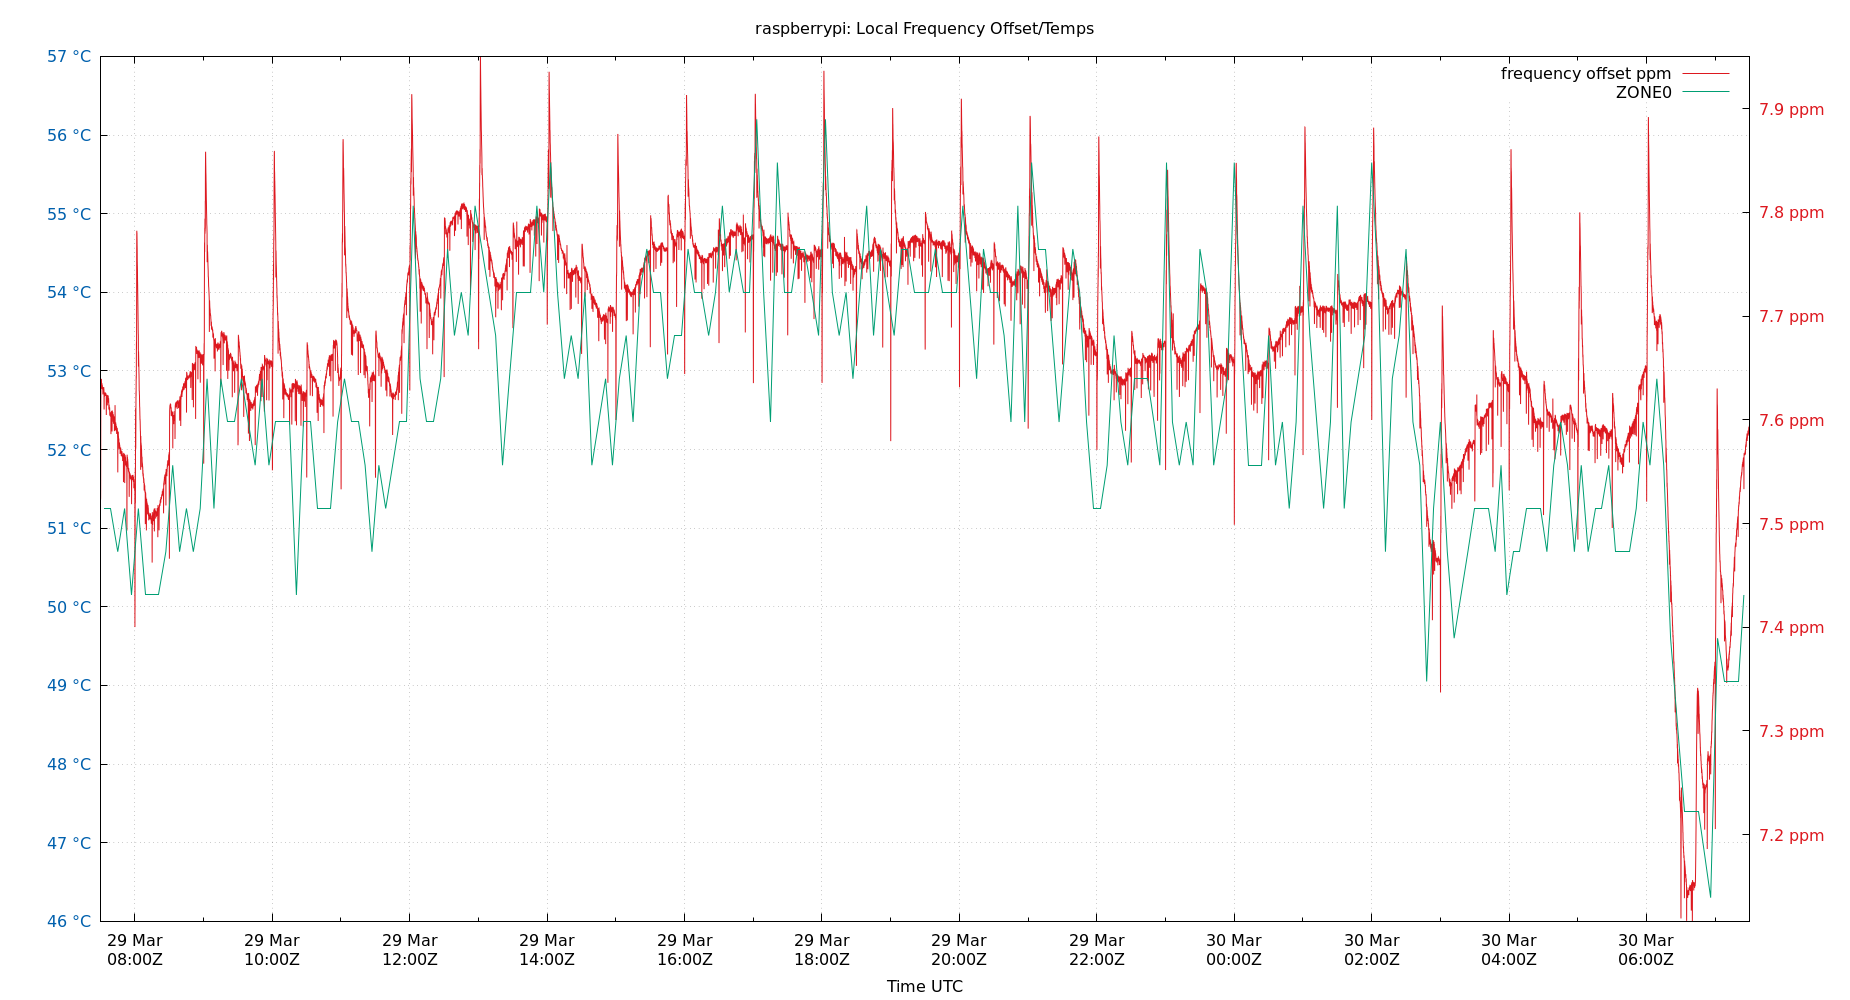 raspberrypi: Local Frequency Offset/Temps
frequency offset ppm
ZONE0
57 °C
56 °C
55 °C
54 °C
53 °C
52 °C
51 °C
50 °C
49 °C
48 °C
47 °C
46 °C
7.9 ppm
7.8 ppm
7.7 ppm
7.6 ppm
7.5 ppm
7.4 ppm
7.3 ppm
7.2 ppm
29 Mar 29 Mar 29 Mar 29 Mar 29 Mar 29 Mar 29 Mar 29 Mar 30 Mar 30 Mar 30 Mar 30 Mar
08:00Z 10:00Z 12:00Z 14:00Z 16:00Z 18:00Z 20:00Z 22:00Z 00:00Z 02:00Z 04:00Z 06:00Z
Time UTC